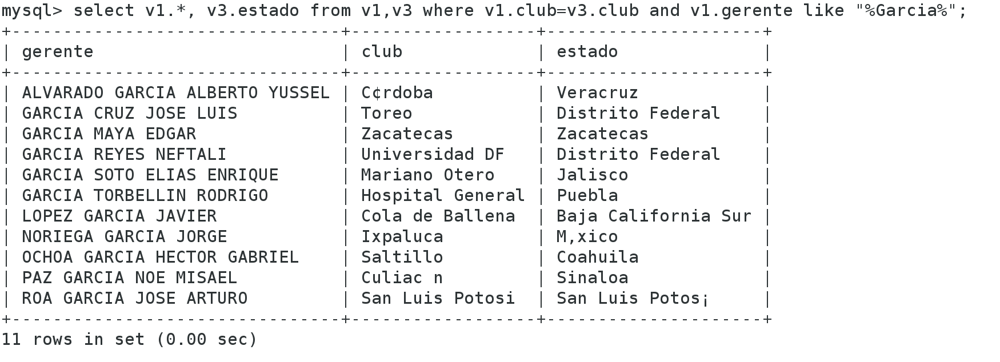 mysql> select v1.*, v3.estado from v1,v3 where v1.club=v3.club and v1.gerente like "%Garcia%";
+--------------------------------+------------------+---------------------+
| gerente                        | club             | estado              |
+--------------------------------+------------------+---------------------+
| ALVARADO GARCIA ALBERTO YUSSEL | C¢rdoba          | Veracruz            |
| GARCIA CRUZ JOSE LUIS          | Toreo            | Distrito Federal    |
| GARCIA MAYA EDGAR              | Zacatecas        | Zacatecas           |
| GARCIA REYES NEFTALI           | Universidad DF   | Distrito Federal    |
| GARCIA SOTO ELIAS ENRIQUE      | Mariano Otero    | Jalisco             |
| GARCIA TORBELLIN RODRIGO       | Hospital General | Puebla              |
| LOPEZ GARCIA JAVIER            | Cola de Ballena  | Baja California Sur |
| NORIEGA GARCIA JORGE           | Ixpaluca         | M‚xico              |
| OCHOA GARCIA HECTOR GABRIEL    | Saltillo         | Coahuila            |
| PAZ GARCIA NOE MISAEL          | Culiac n         | Sinaloa             |
| ROA GARCIA JOSE ARTURO         | San Luis Potosi  | San Luis Potos¡     |
+--------------------------------+------------------+---------------------+
11 rows in set (0.00 sec)